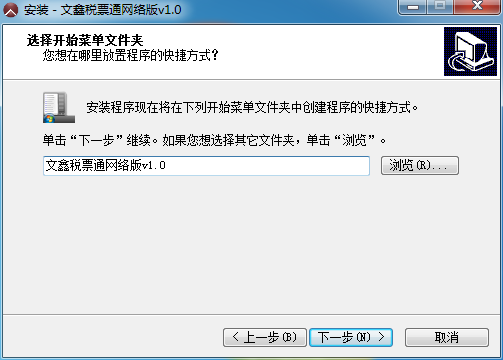 安装 - 文鑫税票通网络版v1.0
选择开始菜单文件夹
您想在哪里放置程序的快捷方式？
安装程序现在将在下列开始菜单文件夹中创建程序的快捷方式。
单击“下一步”继续。如果您想选择其它文件夹，单击“浏览”。
文鑫税票通网络版v1.0
浏览(R)...
< 上一步(B)
下一步(N) >
取消